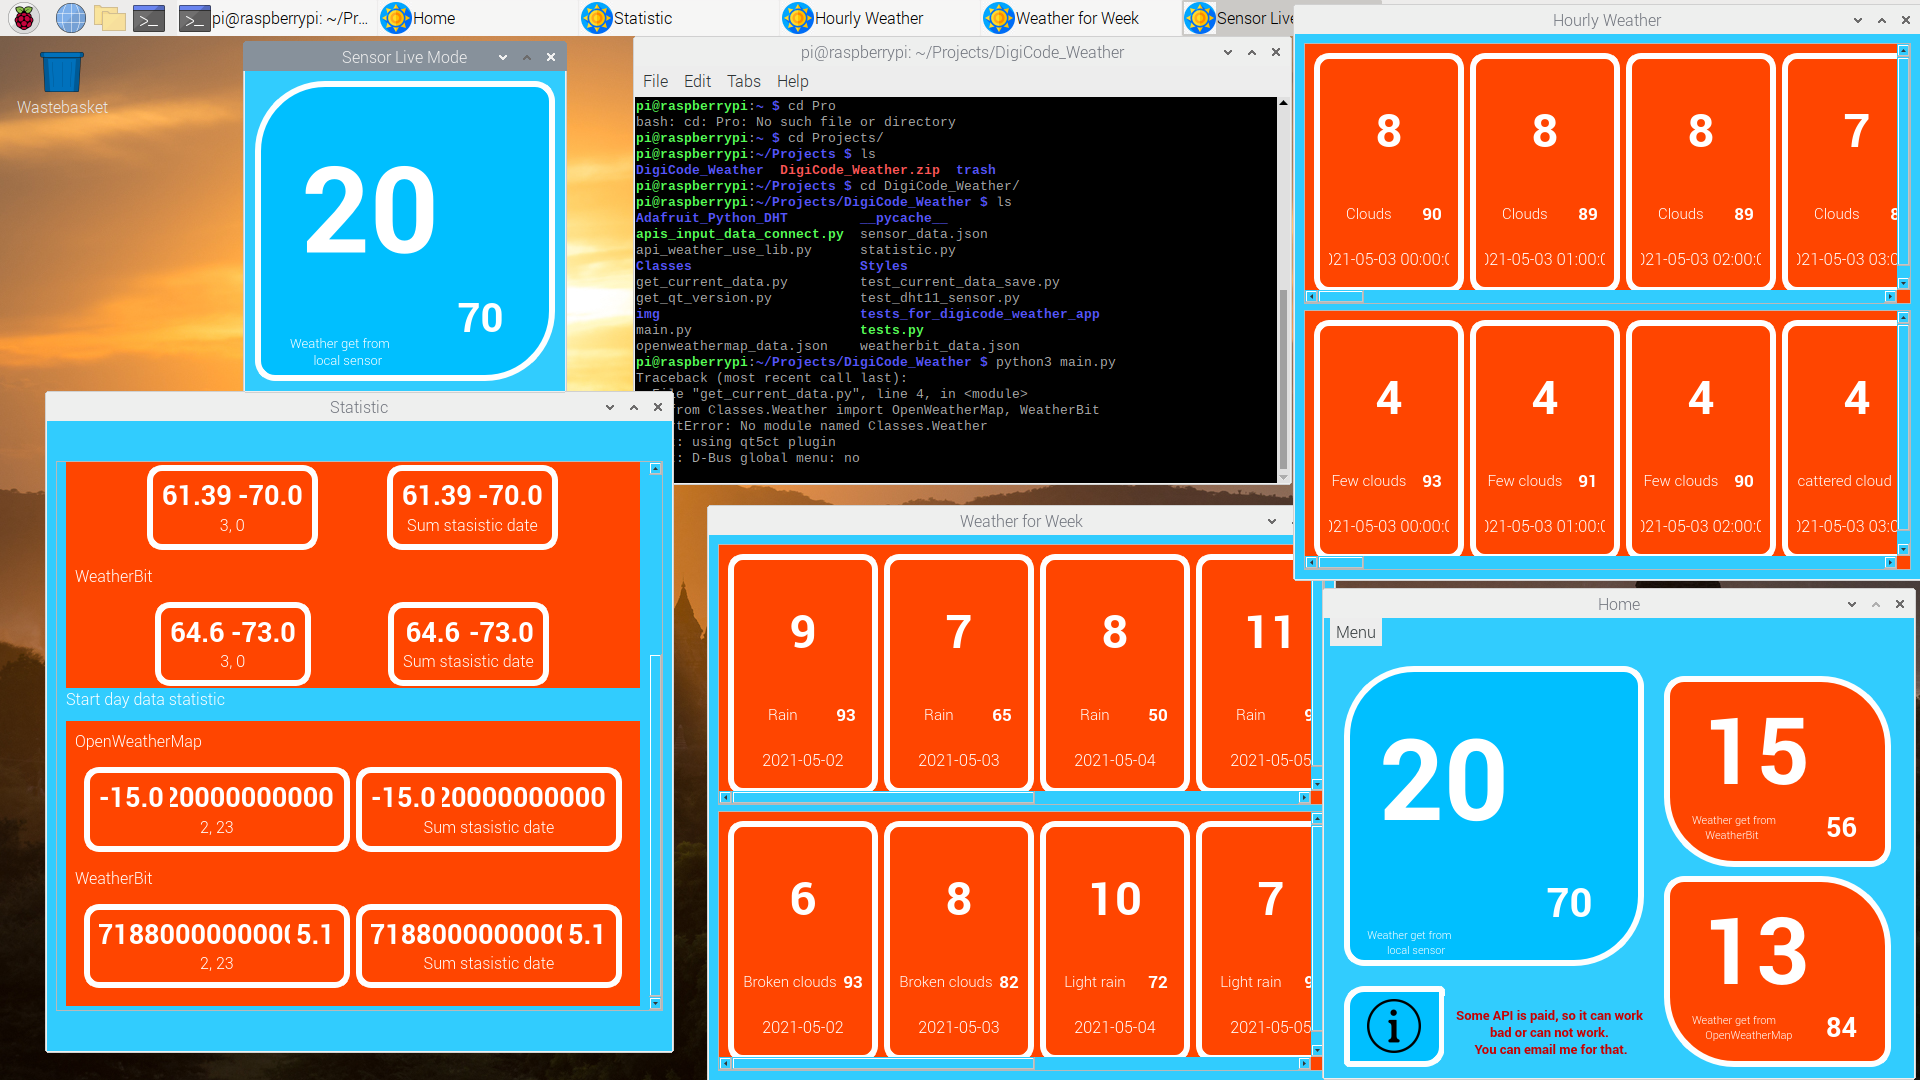 pi@raspberrypi: ~/Pr...
Home
Statistic
Hourly Weather
Weather for Week
Sensor Live
Wastebasket
Sensor Live Mode
20
70
Weather get from
local sensor
pi@raspberrypi: ~/Projects/DigiCode_Weather
File Edit Tabs Help
pi@raspberrypi:~ $ cd Pro
bash: cd: Pro: No such file or directory
pi@raspberrypi:~ $ cd Projects/
pi@raspberrypi:~/Projects $ ls
DigiCode_Weather DigiCode_Weather.zip trash
pi@raspberrypi:~/Projects $ cd DigiCode_Weather/
pi@raspberrypi:~/Projects/DigiCode_Weather $ ls
Adafruit_Python_DHT __pycache__
apis_input_data_connect.py sensor_data.json
api_weather_use_lib.py statistic.py
Classes Styles
get_current_data.py test_current_data_save.py
get_qt_version.py test_dht11_sensor.py
img tests_for_digicode_weather_app
main.py tests.py
openweathermap_data.json weatherbit_data.json
pi@raspberrypi:~/Projects/DigiCode_Weather $ python3 main.py
Traceback (most recent call last):
"get_current_data.py", line 4, in <module>
from Classes.Weather import OpenWeatherMap, WeatherBit
tError: No module named Classes.Weather
: using qt5ct plugin
: D-Bus global menu: no
Hourly Weather
8 8 8 7
Clouds 90 Clouds 89 Clouds 89 Clouds 8
021-05-03 00:00:0 021-05-03 01:00:0 021-05-03 02:00:0 021-05-03 03:0
4 4 4 4
Few clouds 93 Few clouds 91 Few clouds 90 cattered cloud
021-05-03 00:00:0 021-05-03 01:00:0 021-05-03 02:00:0 021-05-03 03:0
Statistic
61.39 -70.0 61.39 -70.0
3, 0 Sum stasistic date
WeatherBit
64.6 -73.0 64.6 -73.0
3, 0 Sum stasistic date
Start day data statistic
OpenWeatherMap
-15.0 20000000000 -15.0 20000000000
2, 23 Sum stasistic date
WeatherBit
7188000000000 5.1 7188000000000 5.1
2, 23 Sum stasistic date
Weather for Week
9 7 8 11
Rain 93 Rain 65 Rain 50 Rain 9
2021-05-02 2021-05-03 2021-05-04 2021-05-05
6 8 10 7
Broken clouds 93 Broken clouds 82 Light rain 72 Light rain 9
2021-05-02 2021-05-03 2021-05-04 2021-05-05
Home
Menu
20
70
Weather get from
local sensor
15
Weather get from
WeatherBit
56
13
Weather get from
OpenWeatherMap
84
Some API is paid, so it can work
bad or can not work.
You can email me for that.